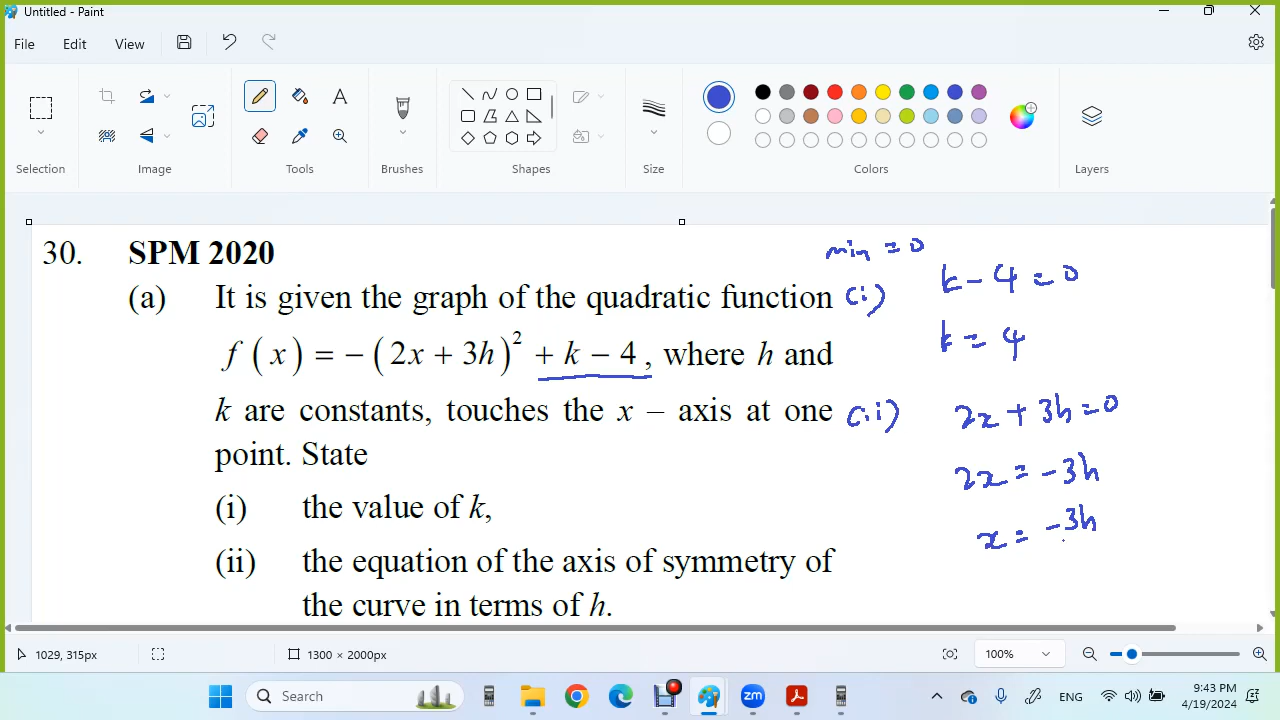 Untitled - Paint
File Edit View
Selection Image Tools Brushes Shapes Size Colors Layers
30. SPM 2020
(a) It is given the graph of the quadratic function
f(x) = −(2x + 3h)² + k − 4, where h and
k are constants, touches the x – axis at one
point. State
(i) the value of k,
(ii) the equation of the axis of symmetry of
the curve in terms of h.
min = 0
(i) k - 4 = 0
k = 4
(ii) 2x + 3h = 0
2x = -3h
x = -3h
1029, 315px 1300 × 2000px 100%
Search zm ENG 9:43 PM
4/19/2024